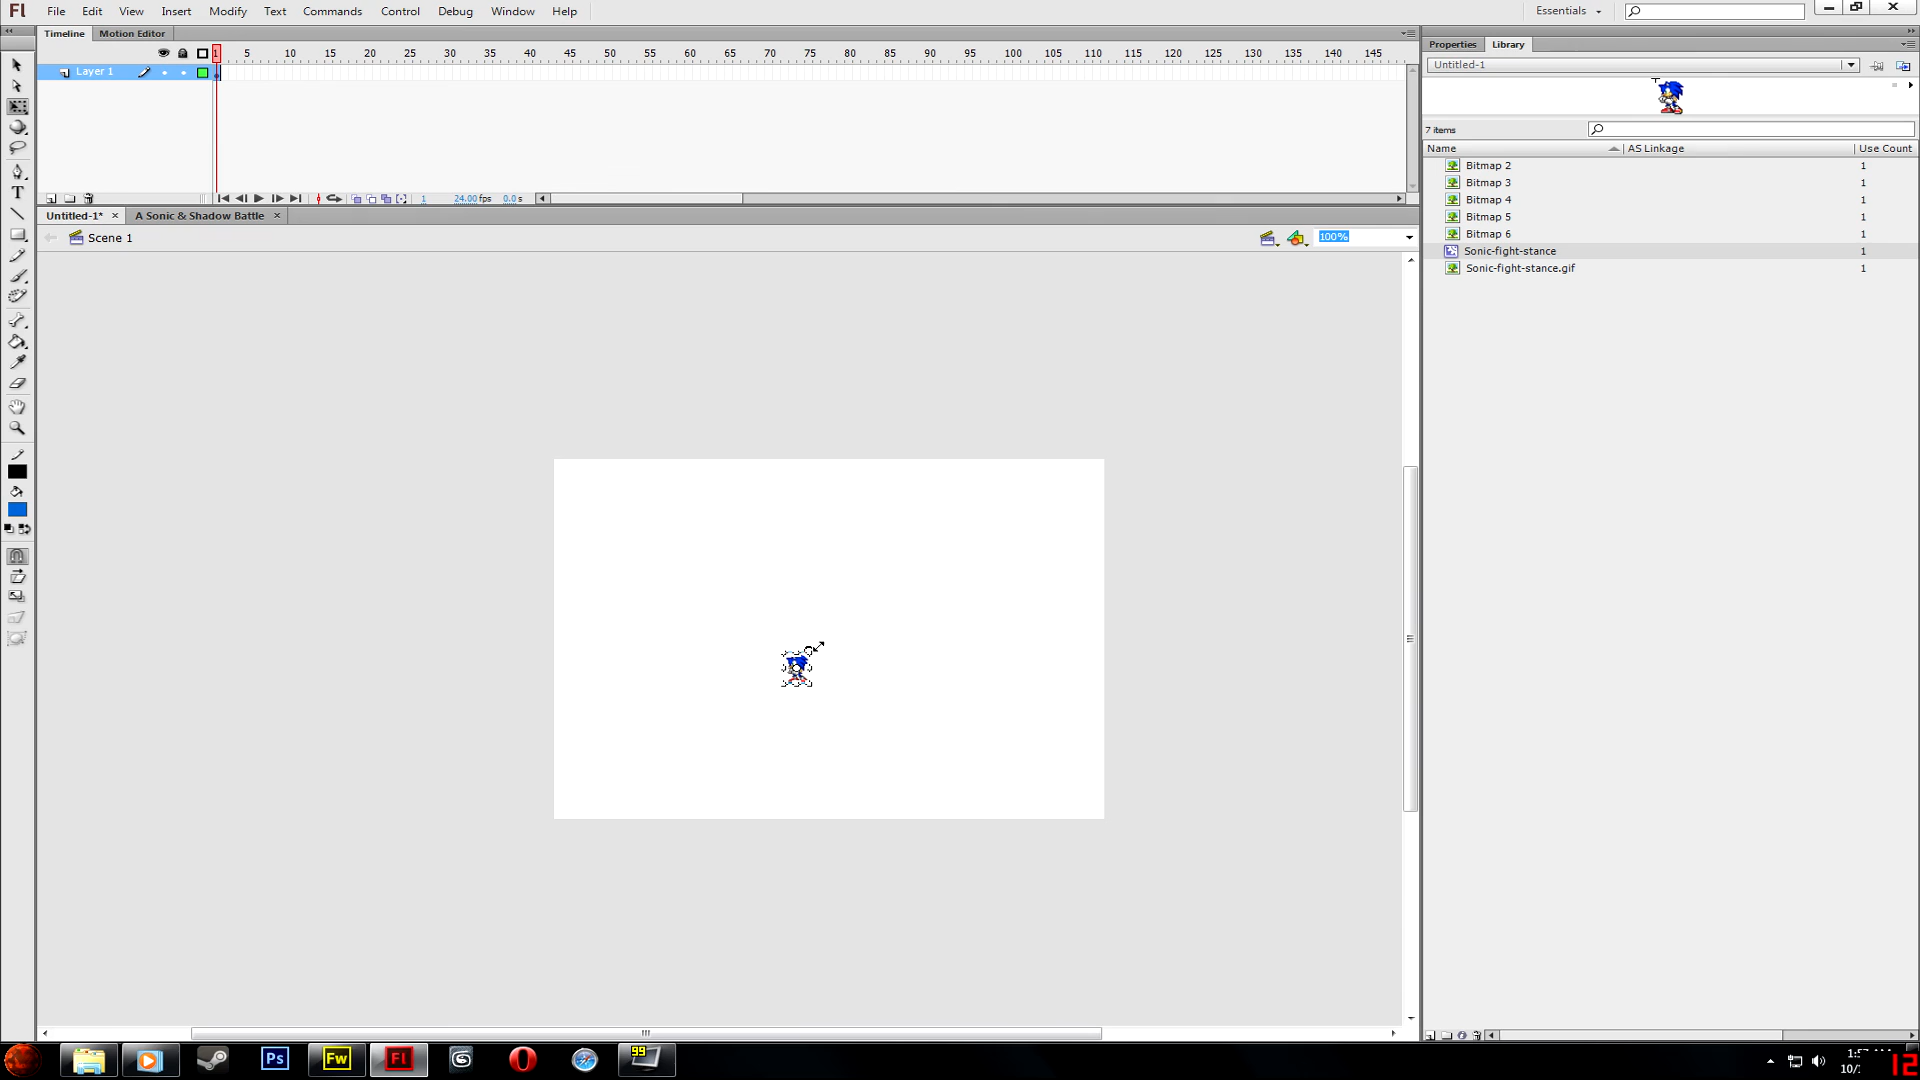 Fl File Edit View Insert Modify Text Commands Control Debug Window Help Essentials
Timeline Motion Editor
1 5 10 15 20 25 30 35 40 45 50 55 60 65 70 75 80 85 90 95 100 105 110 115 120 125 130 135 140 145
Layer 1
1 24.00 fps 0.0 s
Untitled-1* × A Sonic & Shadow Battle ×
Scene 1
100%
Properties Library
Untitled-1
7 items
Name AS Linkage Use Count
Bitmap 2 1
Bitmap 3 1
Bitmap 4 1
Bitmap 5 1
Bitmap 6 1
Sonic-fight-stance 1
Sonic-fight-stance.gif 1
T
Ps Fw Fl 99
12